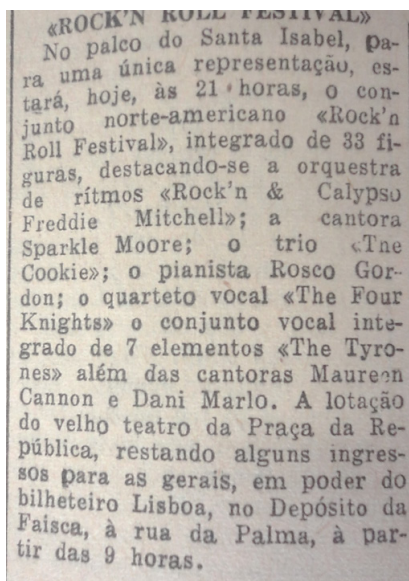 «ROCK'N ROLL FESTIVAL»
No palco do Santa Isabel, pa-
ra uma única representação, es-
tará, hoje, às 21 horas, o con-
junto norte-americano «Rock'n
Roll Festival», integrado de 33 fi-
guras, destacando-se a orquestra
de rítmos «Rock'n & Calypso
Freddie Mitchell»; a cantora
Sparkle Moore; o trio «Tne
Cookie»; o pianista Rosco Gor-
don; o quarteto vocal «The Four
Knights» o conjunto vocal inte-
grado de 7 elementos «The Tyro-
nes» além das cantoras Maureen
Cannon e Dani Marlo. A lotação
do velho teatro da Praça da Re-
pública, restando alguns ingres-
sos para as gerais, em poder do
bilheteiro Lisboa, no Depósito da
Faisca, à rua da Palma, à par-
tir das 9 horas.